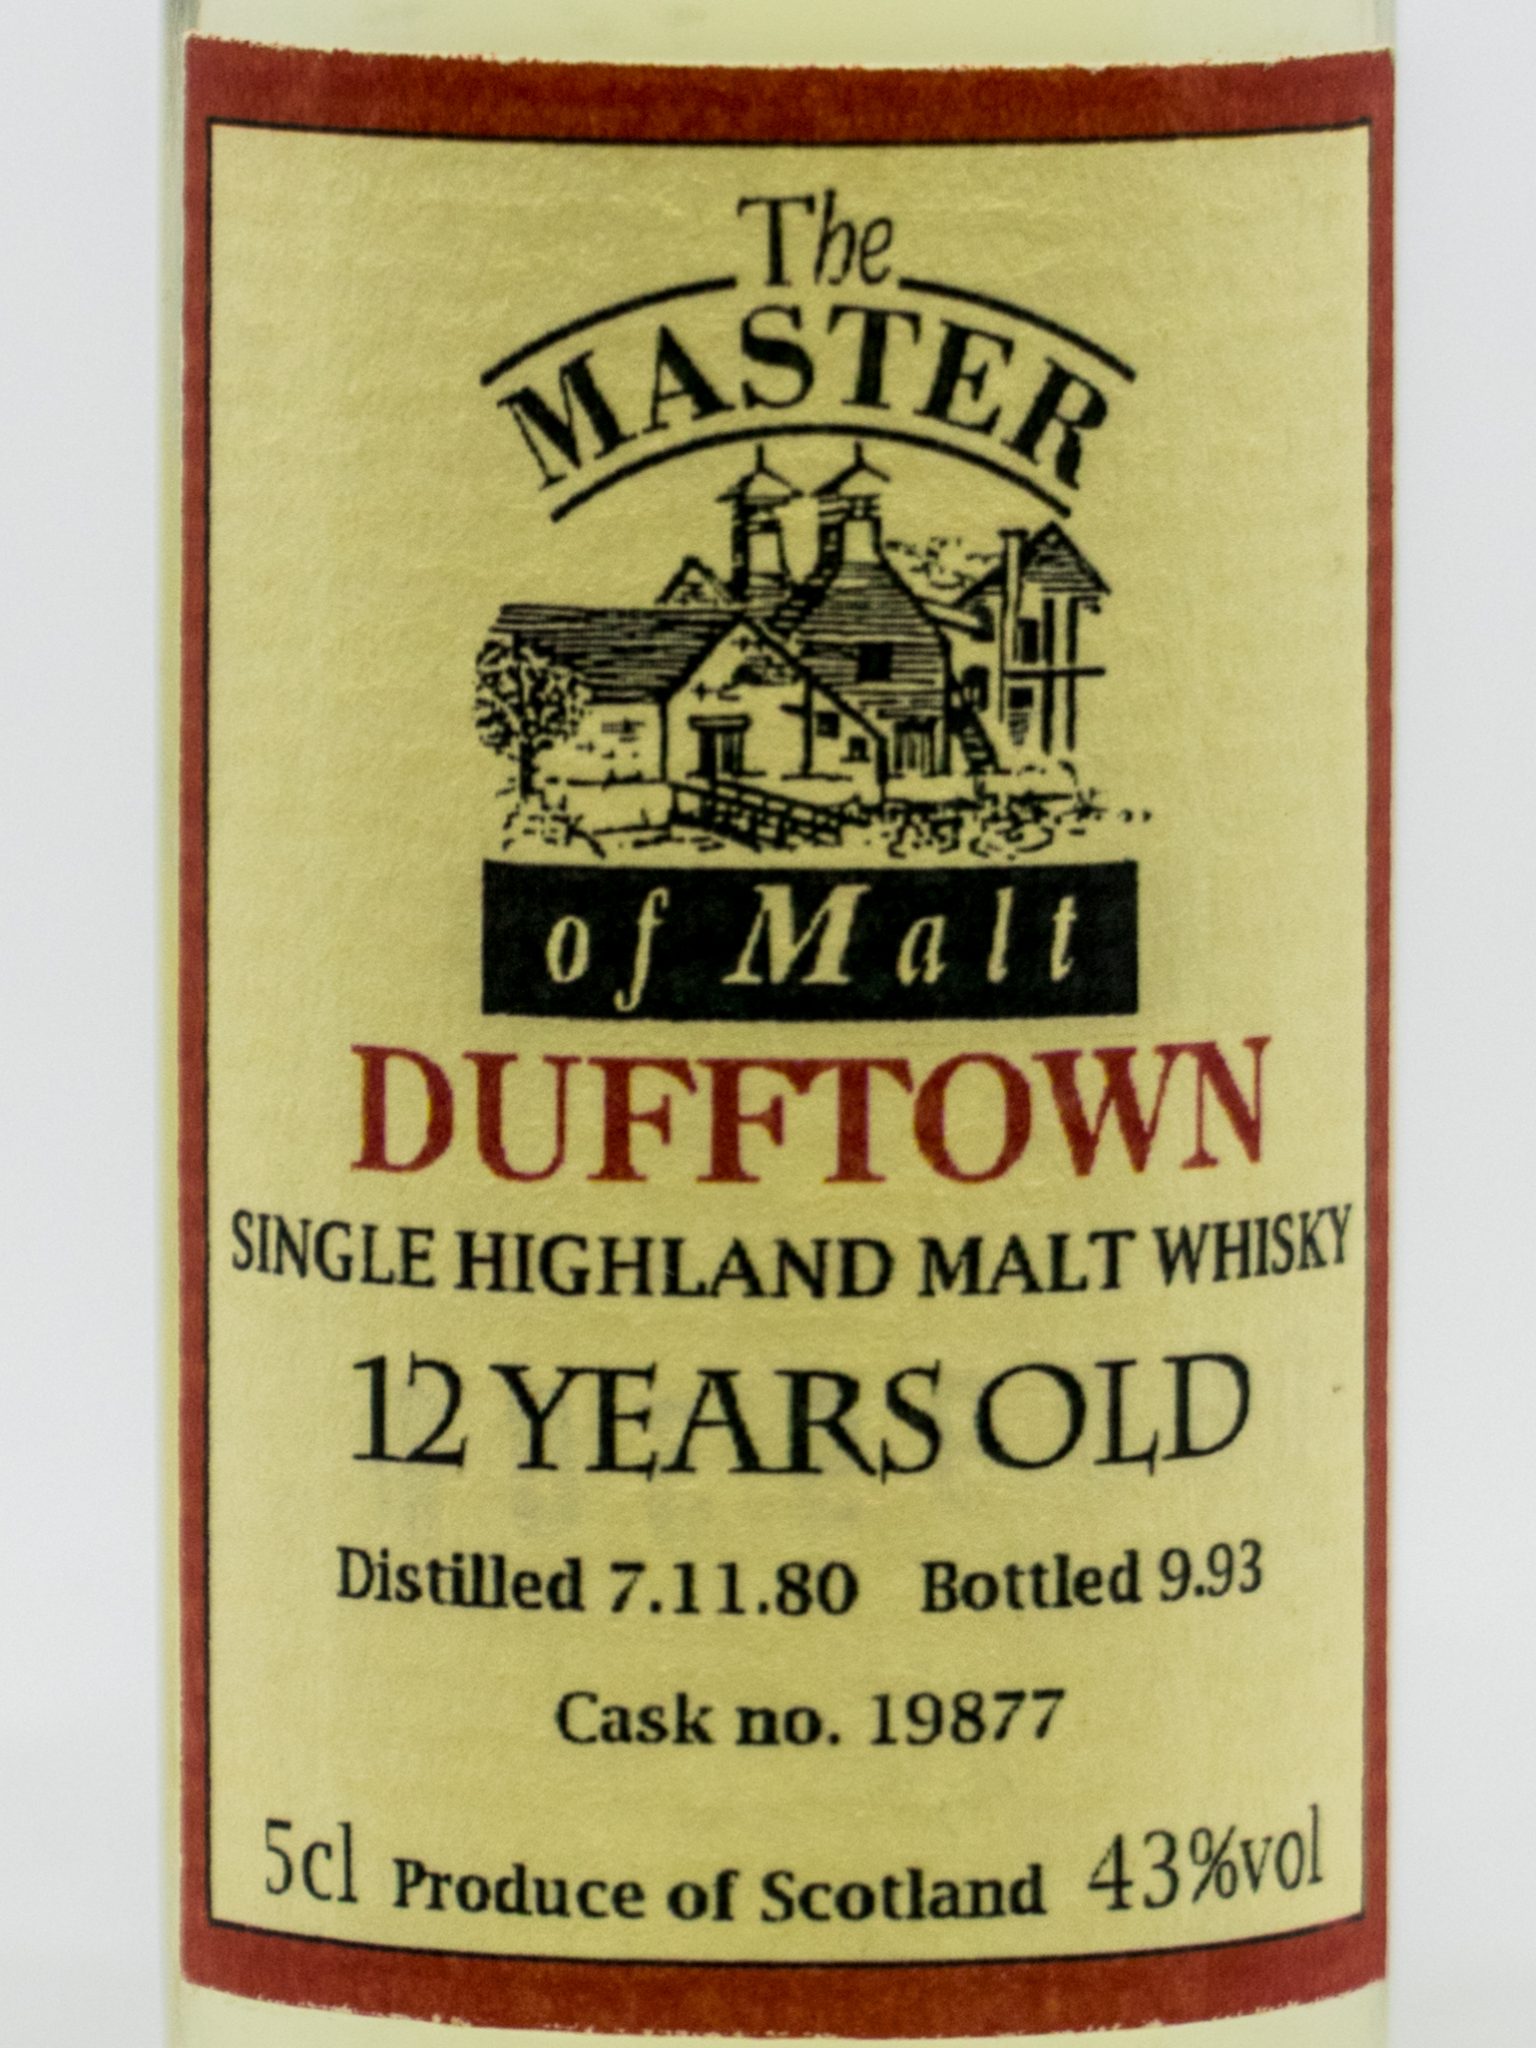 The
MASTER
of Malt
DUFFTOWN
SINGLE HIGHLAND MALT WHISKY
12 YEARS OLD
Distilled 7.11.80 Bottled 9.93
Cask no. 19877
5cl Produce of Scotland 43%vol